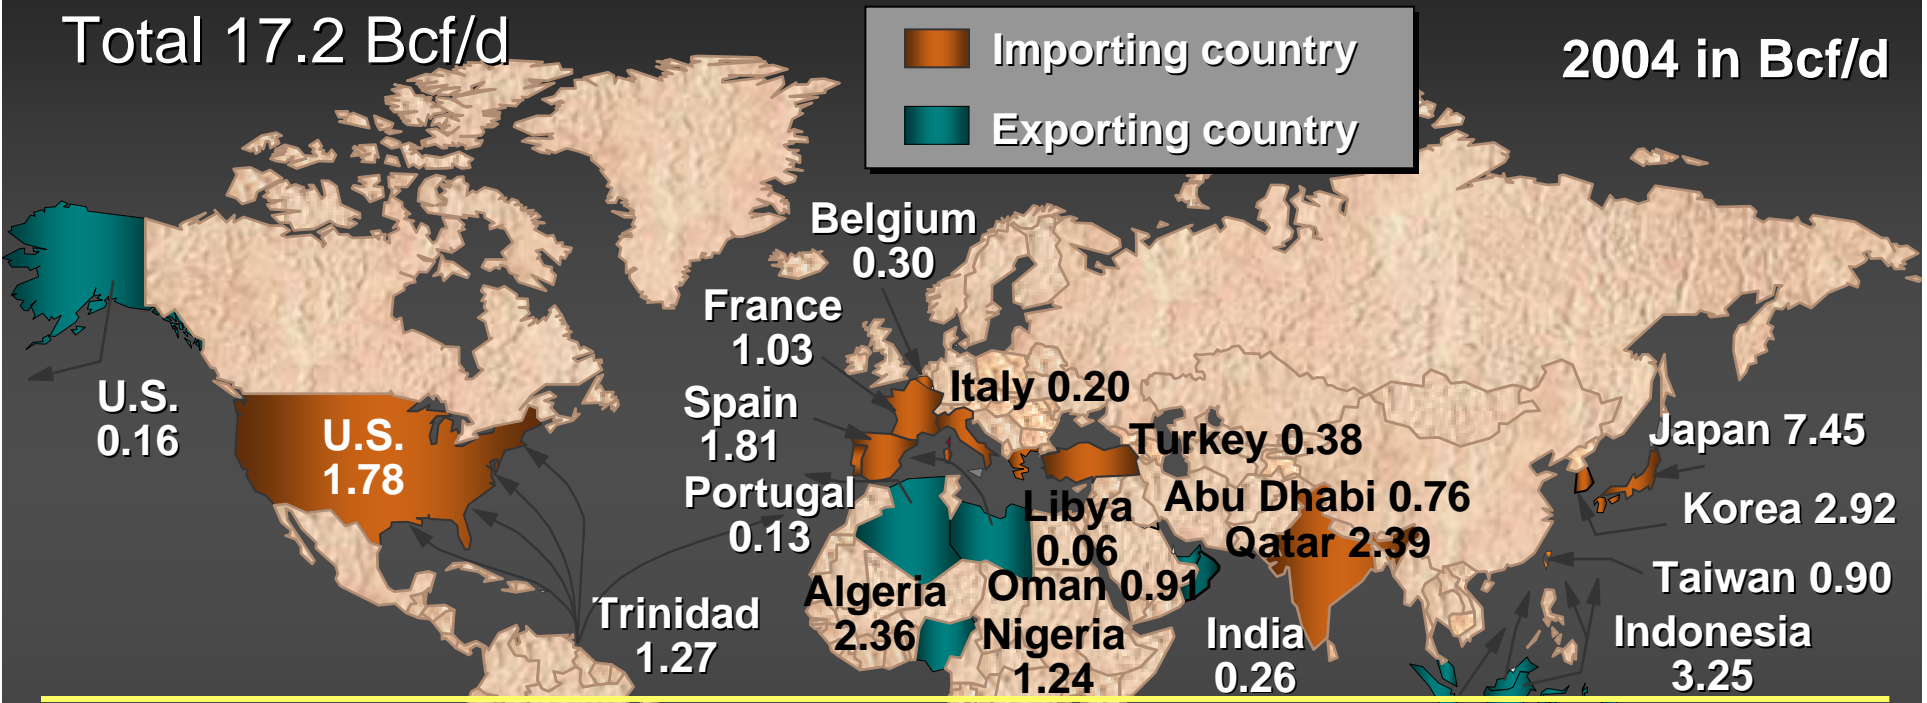 Total 17.2 Bcf/d
Importing country
Exporting country
2004 in Bcf/d
Belgium
0.30
France
1.03
Italy 0.20
U.S.
0.16
U.S.
1.78
Spain
1.81
Turkey 0.38
Japan 7.45
Portugal
0.13
Libya
0.06
Abu Dhabi 0.76
Qatar 2.39
Korea 2.92
Algeria
2.36
Oman 0.91
Taiwan 0.90
Trinidad
1.27
Nigeria
1.24
India
0.26
Indonesia
3.25